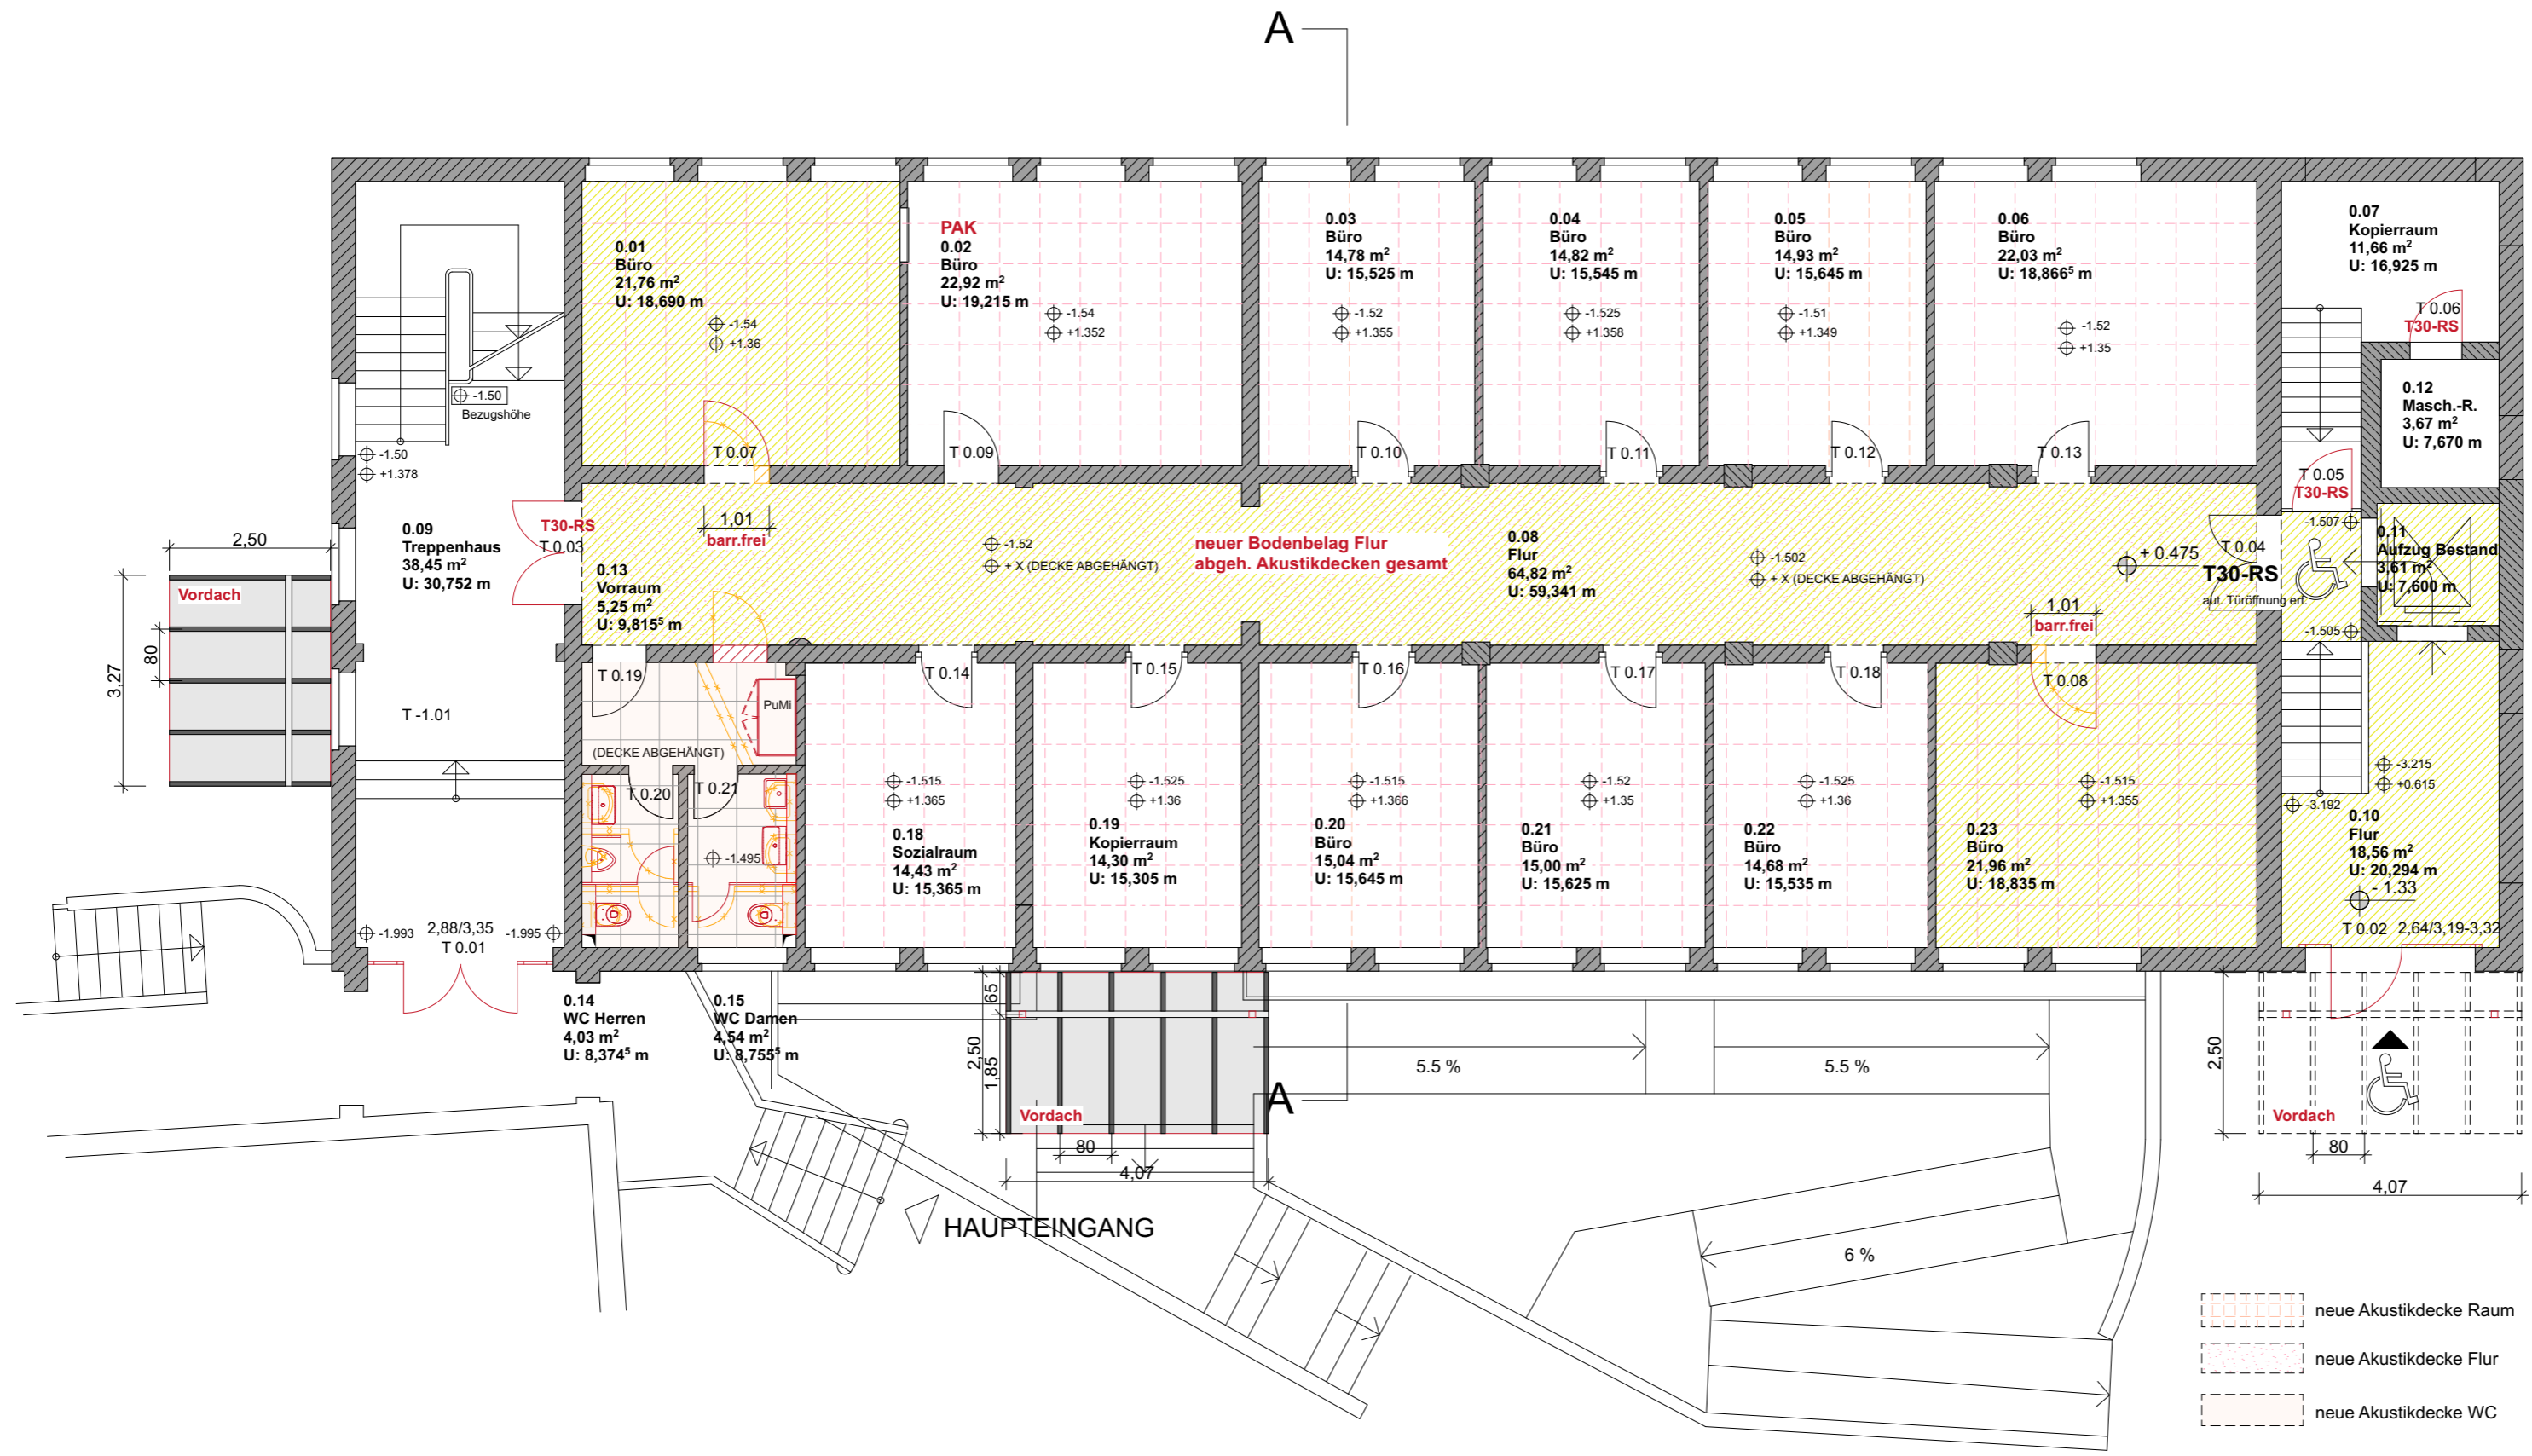 A
0.01
Büro
21,76 m²
U: 18,690 m
-1.54
+1.36
T 0.07
PAK
0.02
Büro
22,92 m²
U: 19,215 m
-1.54
+1.352
T 0.09
0.03
Büro
14,78 m²
U: 15,525 m
-1.52
+1.355
T 0.10
0.04
Büro
14,82 m²
U: 15,545 m
-1.525
+1.358
T 0.11
0.05
Büro
14,93 m²
U: 15,645 m
-1.51
+1.349
T 0.12
0.06
Büro
22,03 m²
U: 18,866⁵ m
-1.52
+1.35
T 0.13
0.07
Kopierraum
11,66 m²
U: 16,925 m
T 0.06
T30-RS
0.12
Masch.-R.
3,67 m²
U: 7,670 m
T 0.05
T30-RS
-1.50
Bezugshöhe
-1.50
+1.378
0.09
Treppenhaus
38,45 m²
U: 30,752 m
T30-RS
T 0.03
T -1.01
2,50
Vordach
80
3,27
1,01
barr.frei
0.13
Vorraum
5,25 m²
U: 9,815⁵ m
-1.52
+ X (DECKE ABGEHÄNGT)
neuer Bodenbelag Flur
abgeh. Akustikdecken gesamt
0.08
Flur
64,82 m²
U: 59,341 m
-1.502
+ X (DECKE ABGEHÄNGT)
+ 0.475
T 0.04
T30-RS
aut. Türöffnung erf.
1,01
barr.frei
-1.507
-1.505
0.11
Aufzug Bestand
3,61 m²
U: 7,600 m
T 0.19
PuMi
(DECKE ABGEHÄNGT)
T 0.20
T 0.21
-1.495
T 0.14
-1.515
+1.365
0.18
Sozialraum
14,43 m²
U: 15,365 m
T 0.15
-1.525
+1.36
0.19
Kopierraum
14,30 m²
U: 15,305 m
T 0.16
-1.515
+1.366
0.20
Büro
15,04 m²
U: 15,645 m
T 0.17
-1.52
+1.35
0.21
Büro
15,00 m²
U: 15,625 m
T 0.18
-1.525
+1.36
0.22
Büro
14,68 m²
U: 15,535 m
T 0.08
-1.515
+1.355
0.23
Büro
21,96 m²
U: 18,835 m
-3.215
+0.615
-3.192
0.10
Flur
18,56 m²
U: 20,294 m
- 1.33
T 0.02 2,64/3,19-3,32
-1.993
2,88/3,35
T 0.01
-1.995
0.14
WC Herren
4,03 m²
U: 8,374⁵ m
0.15
WC Damen
4,54 m²
U: 8,755⁵ m
65
2,50
1,85
Vordach
80
4,07
A
5.5 %
5.5 %
2,50
Vordach
80
4,07
HAUPTEINGANG
6 %
neue Akustikdecke Raum
neue Akustikdecke Flur
neue Akustikdecke WC